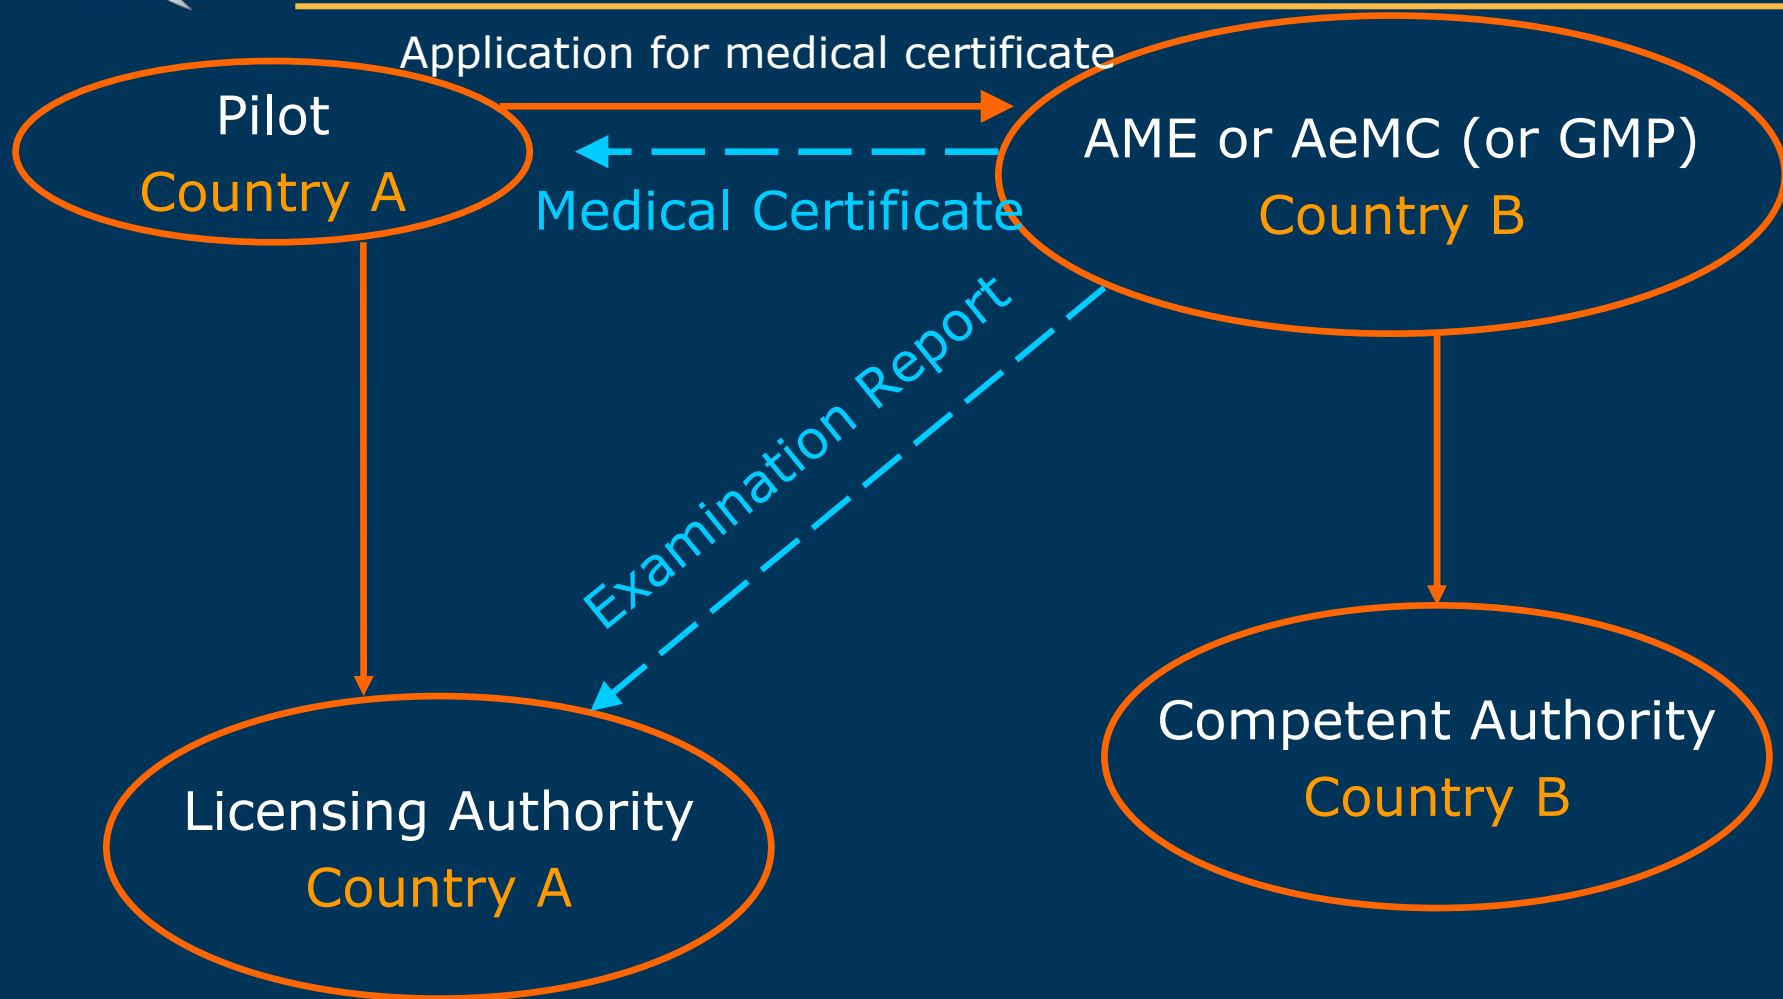 Application for medical certificate
Pilot
Country A
AME or AeMC (or GMP)
Country B
Medical Certificate
Examination Report
Licensing Authority
Country A
Competent Authority
Country B